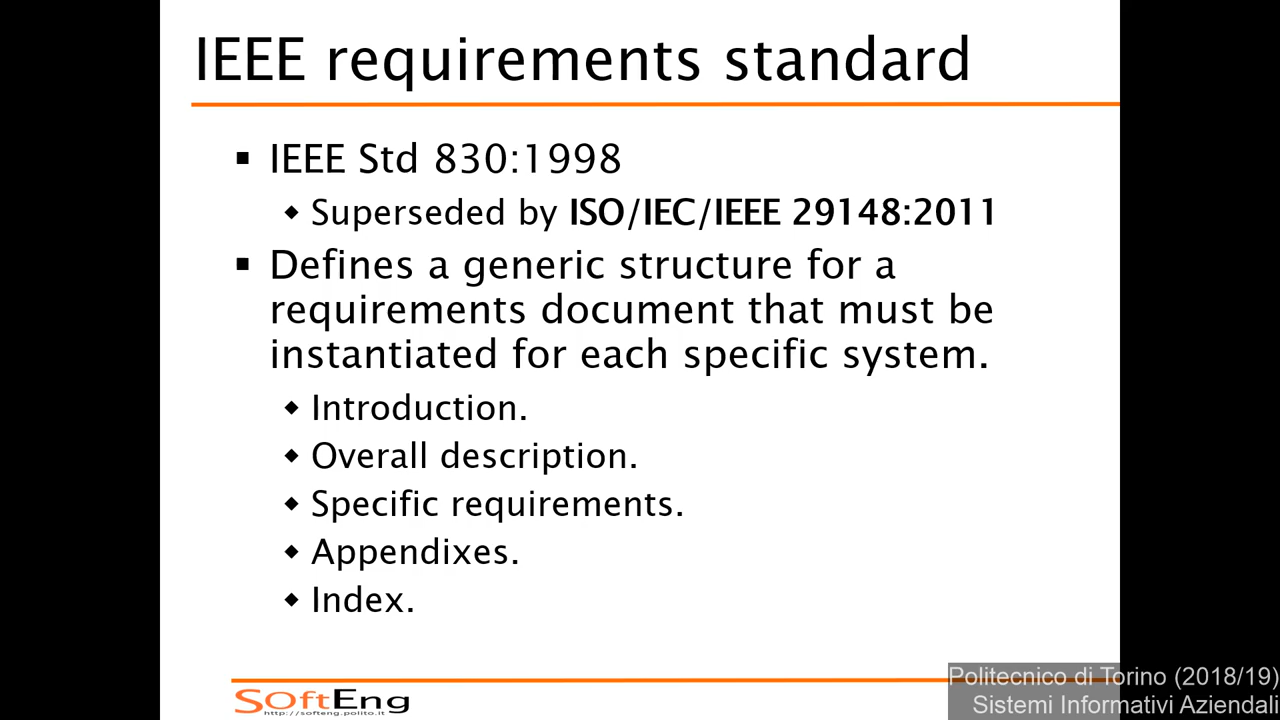 IEEE requirements standard
▪ IEEE Std 830:1998
◆ Superseded by ISO/IEC/IEEE 29148:2011
▪ Defines a generic structure for a
requirements document that must be
instantiated for each specific system.
◆ Introduction.
◆ Overall description.
◆ Specific requirements.
◆ Appendixes.
◆ Index.
SoftEng
http://softeng.polito.it
Politecnico di Torino (2018/19)
Sistemi Informativi Aziendali